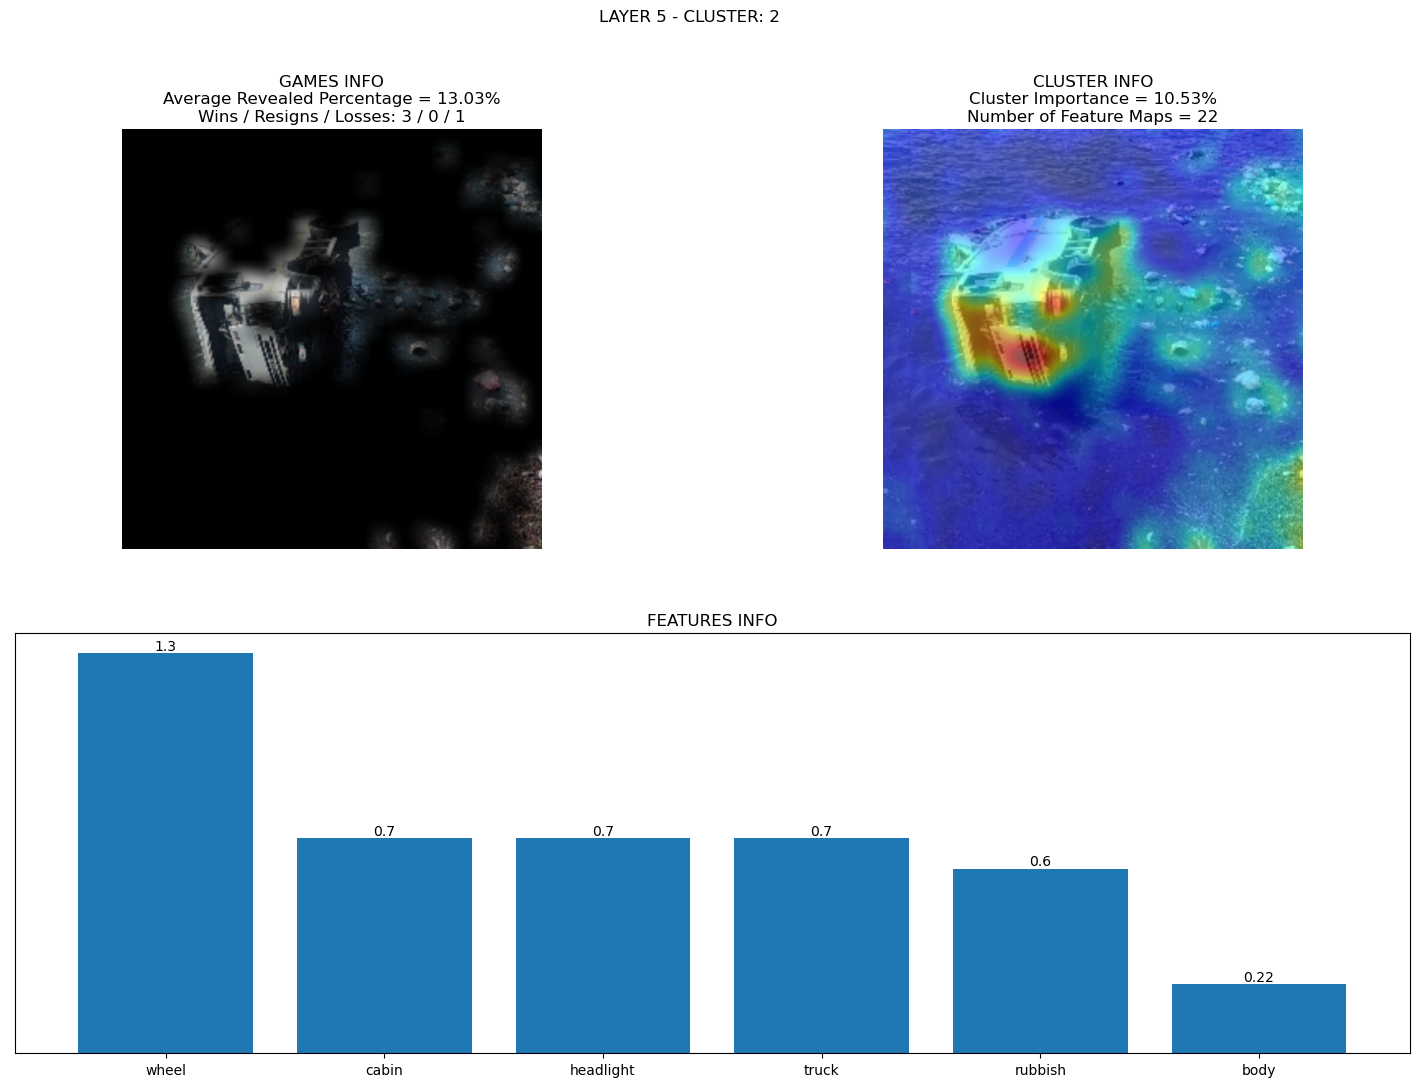 LAYER 5 - CLUSTER: 2
GAMES INFO
Average Revealed Percentage = 13.03%
Wins / Resigns / Losses: 3 / 0 / 1
CLUSTER INFO
Cluster Importance = 10.53%
Number of Feature Maps = 22
FEATURES INFO
1.3
0.7
0.7
0.7
0.6
0.22
wheel
cabin
headlight
truck
rubbish
body